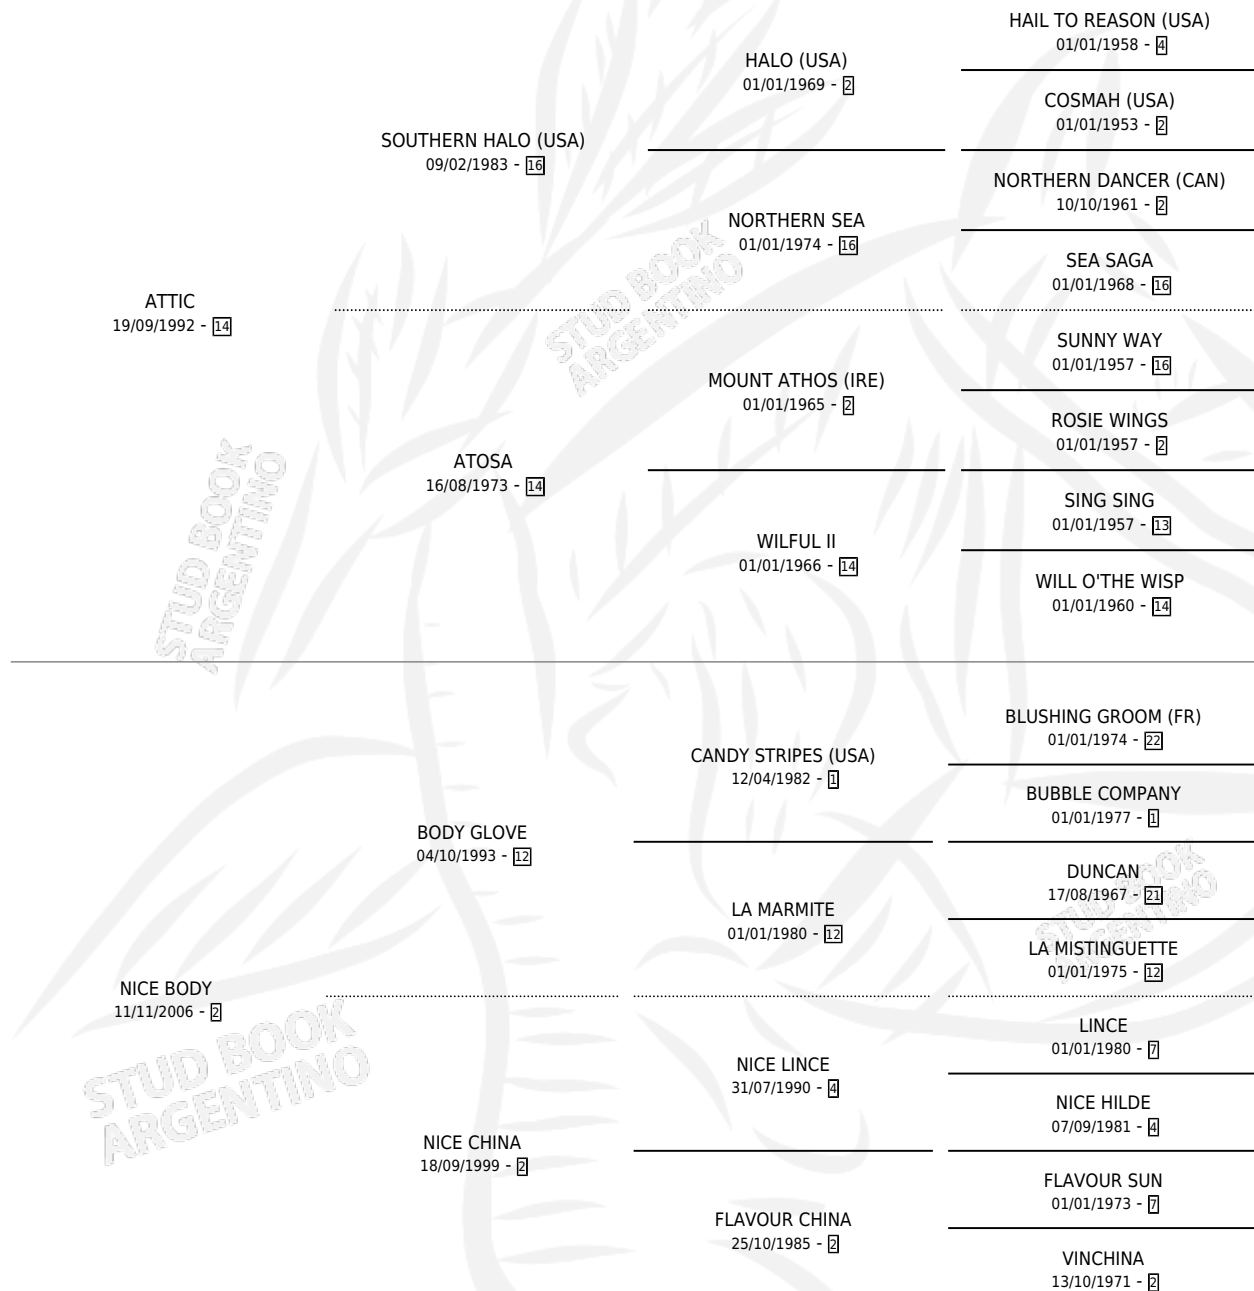 HAIL TO REASON (USA)
01/01/1958 - 4
HALO (USA)
01/01/1969 - 2
COSMAH (USA)
01/01/1953 - 2
SOUTHERN HALO (USA)
09/02/1983 - 16
NORTHERN DANCER (CAN)
10/10/1961 - 2
NORTHERN SEA
01/01/1974 - 16
SEA SAGA
01/01/1968 - 16
ATTIC
19/09/1992 - 14
SUNNY WAY
01/01/1957 - 16
MOUNT ATHOS (IRE)
01/01/1965 - 2
ROSIE WINGS
01/01/1957 - 2
ATOSA
16/08/1973 - 14
SING SING
01/01/1957 - 13
WILFUL II
01/01/1966 - 14
WILL O'THE WISP
01/01/1960 - 14
BLUSHING GROOM (FR)
01/01/1974 - 22
CANDY STRIPES (USA)
12/04/1982 - 1
BUBBLE COMPANY
01/01/1977 - 1
BODY GLOVE
04/10/1993 - 12
DUNCAN
17/08/1967 - 21
LA MARMITE
01/01/1980 - 12
LA MISTINGUETTE
01/01/1975 - 12
NICE BODY
11/11/2006 - 2
LINCE
01/01/1980 - 7
NICE LINCE
31/07/1990 - 4
NICE HILDE
07/09/1981 - 4
NICE CHINA
18/09/1999 - 2
FLAVOUR SUN
01/01/1973 - 7
FLAVOUR CHINA
25/10/1985 - 2
VINCHINA
13/10/1971 - 2
STUD BOOK
ARGENTINO
STUD BOOK
ARGENTINO
STUD BOOK
ARGENTINO
STUD BOOK
ARGENTINO